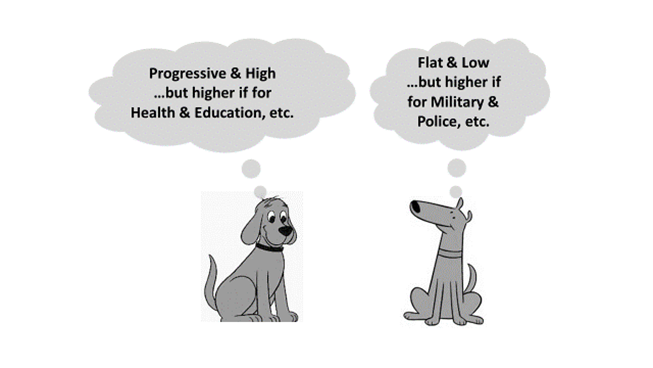 Progressive & High
…but higher if for
Health & Education, etc.
Flat & Low
…but higher if
for Military &
Police, etc.